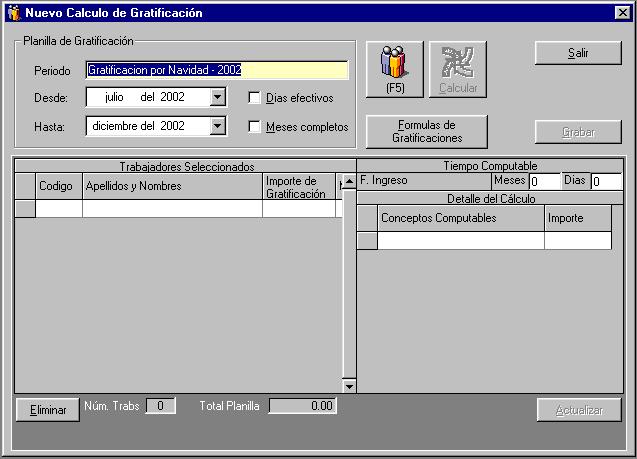 Nuevo Calculo de Gratificación
Planilla de Gratificación
Periodo Gratificacion por Navidad - 2002
Desde: julio del 2002 Dias efectivos
Hasta: diciembre del 2002 Meses completos
(F5)
Calcular
Salir
Formulas de
Gratificaciones
Grabar
Trabajadores Seleccionados
Codigo Apellidos y Nombres Importe de
Gratificación
Tiempo Computable
F. Ingreso Meses 0 Dias 0
Detalle del Cálculo
Conceptos Computables Importe
Eliminar Núm. Trabs 0 Total Planilla 0.00 Actualizar